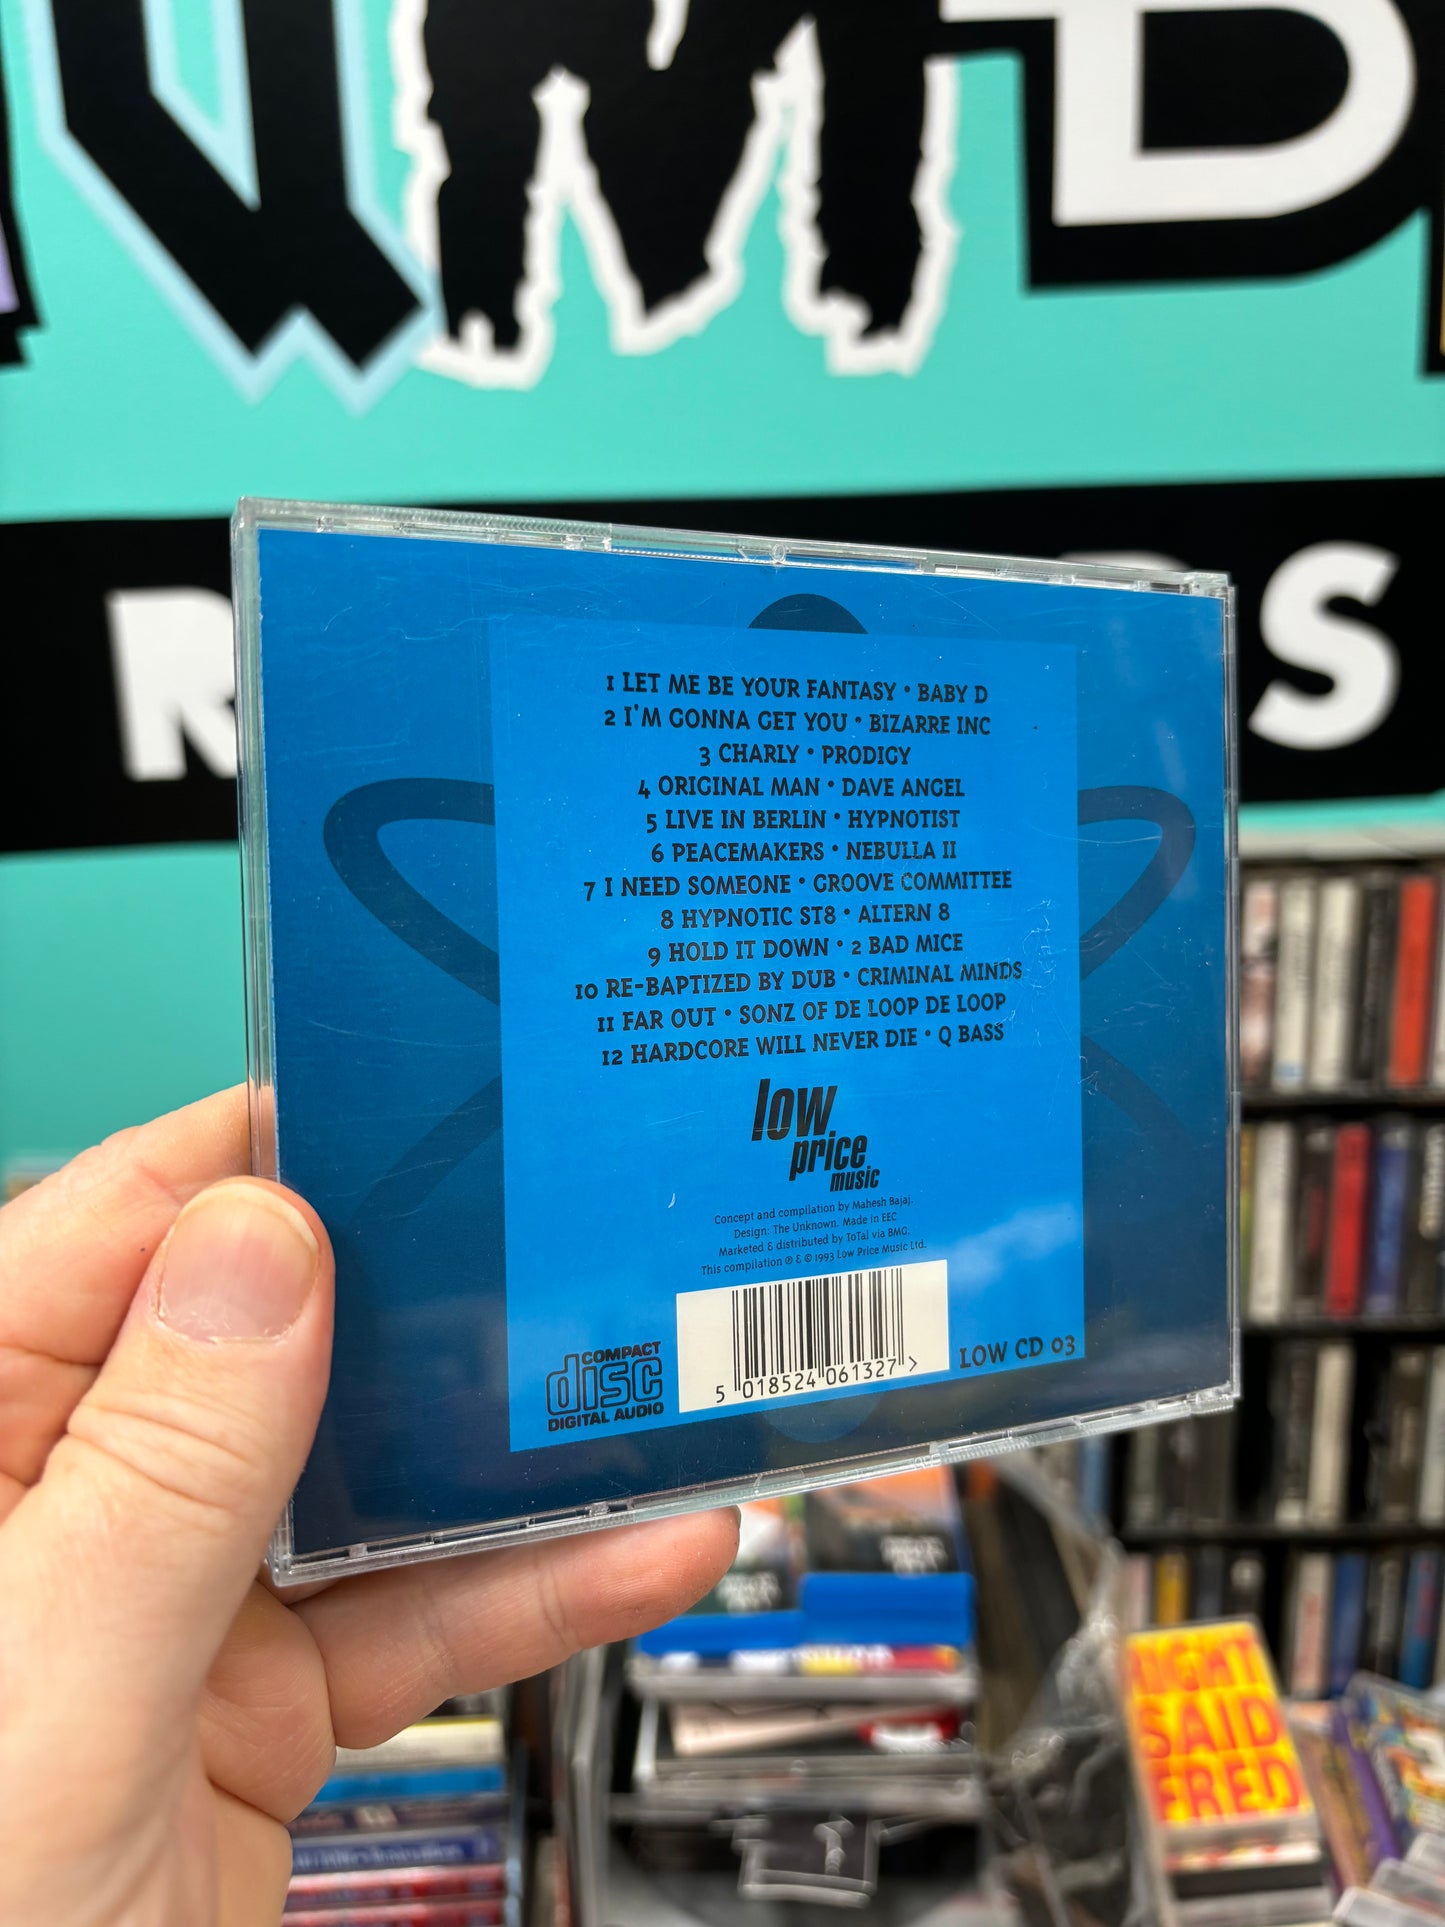 1 LET ME BE YOUR FANTASY • BABY D
2 I'M GONNA GET YOU • BIZARRE INC
3 CHARLY • PRODIGY
4 ORIGINAL MAN • DAVE ANGEL
5 LIVE IN BERLIN • HYPNOTIST
6 PEACEMAKERS • NEBULLA II
7 I NEED SOMEONE • GROOVE COMMITTEE
8 HYPNOTIC ST8 • ALTERN 8
9 HOLD IT DOWN • 2 BAD MICE
10 RE-BAPTIZED BY DUB • CRIMINAL MINDS
11 FAR OUT • SONZ OF DE LOOP DE LOOP
12 HARDCORE WILL NEVER DIE • Q BASS
low
price
music
Concept and compilation by Mahesh Bajaj.
Design: The Unknown. Made in EEC
Marketed & distributed by ToTal via BMG.
This compilation ℗ & © 1993 Low Price Music Ltd.
COMPACT
disc
DIGITAL AUDIO
5 018524 061327 >
LOW CD 03
RIGHT
SAID
FRED